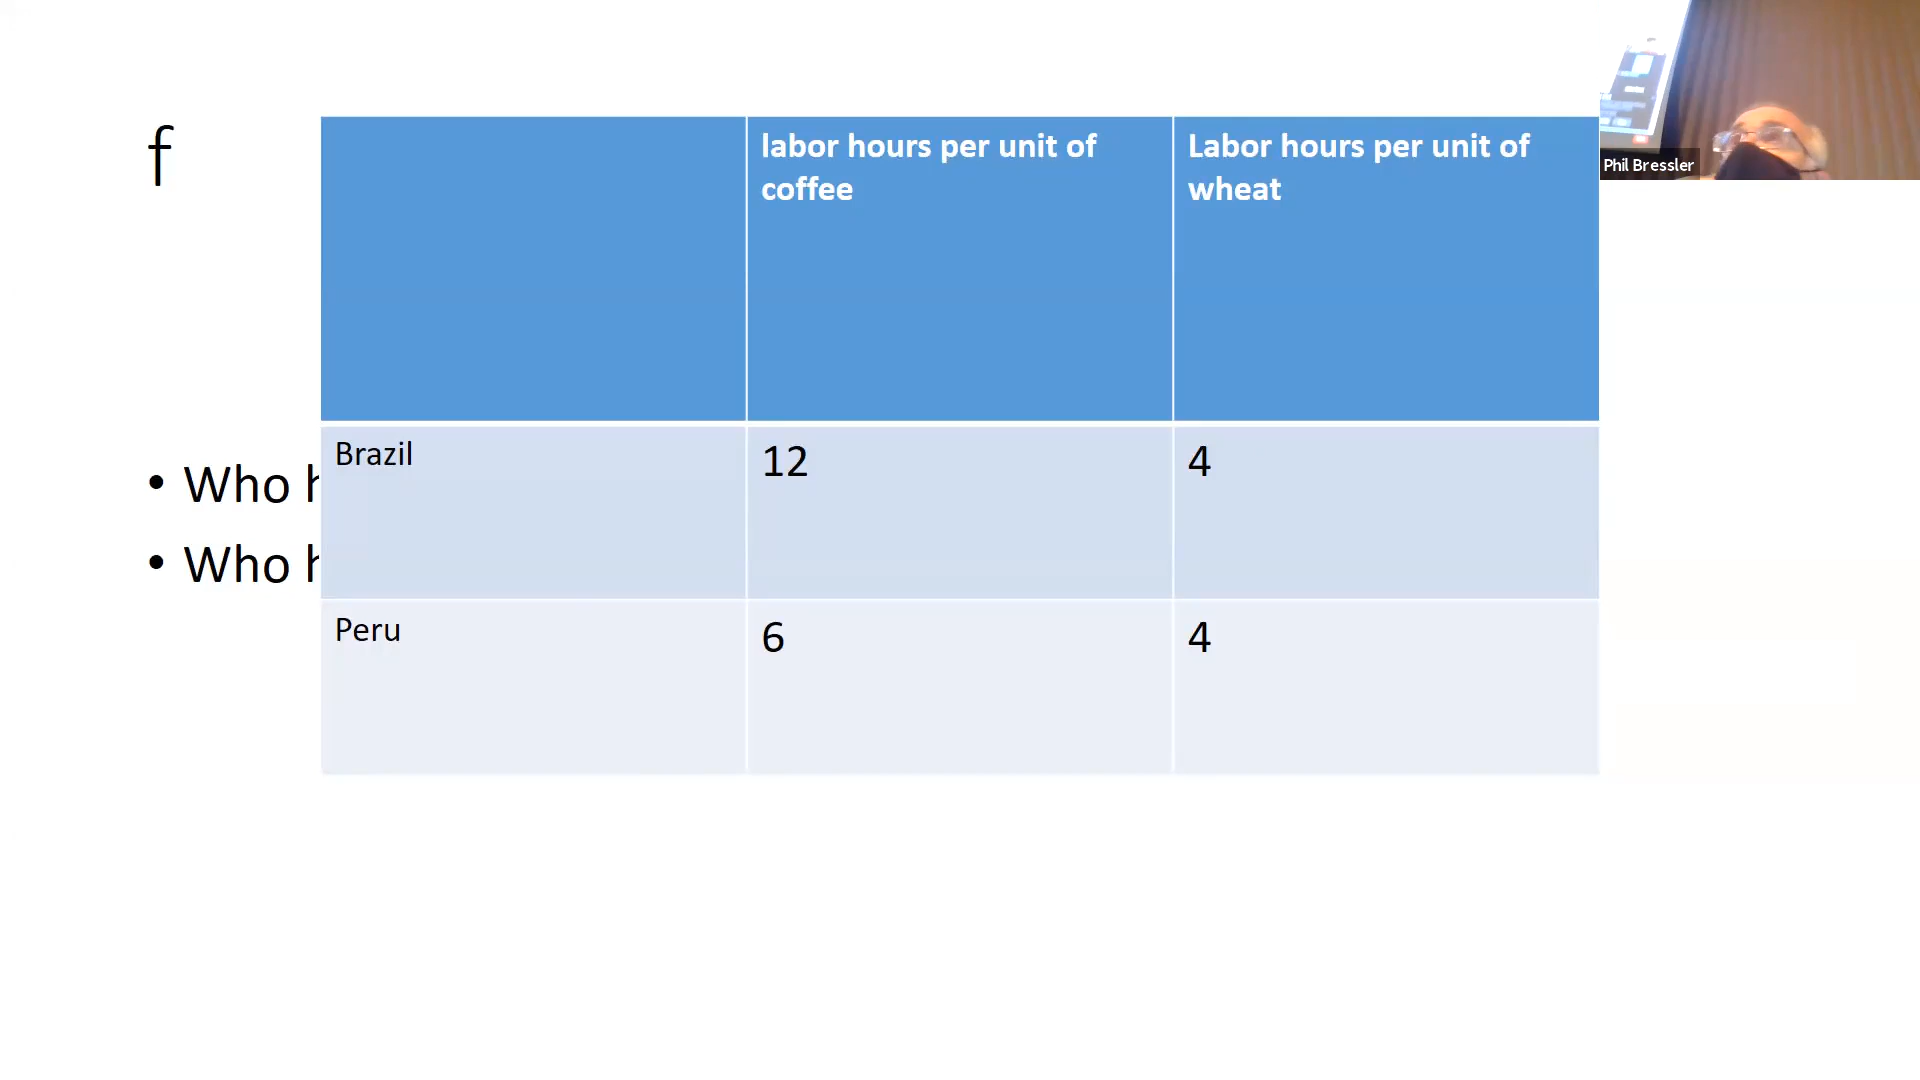 f
labor hours per unit of
coffee
Labor hours per unit of
wheat
Phil Bressler
Brazil
12
4
• Who h
• Who h
Peru
6
4